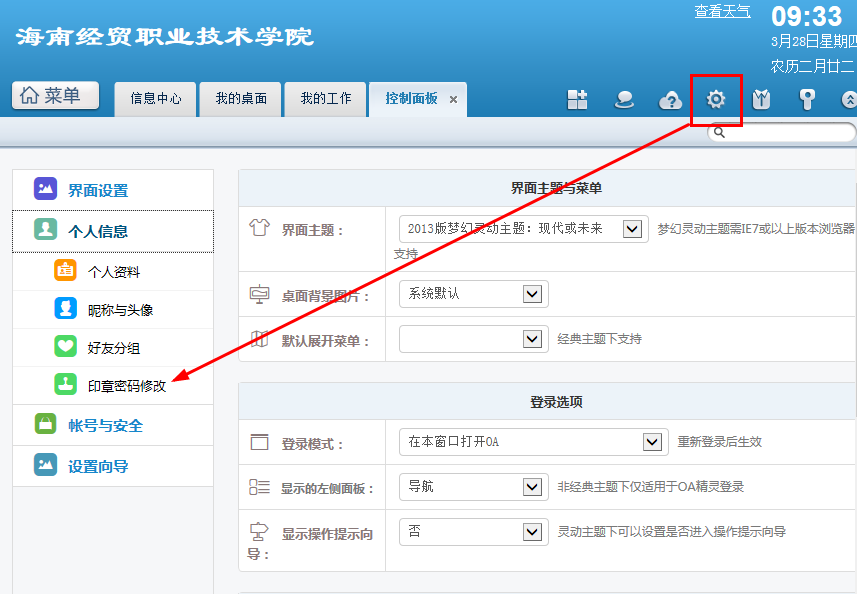 查看天气
09:33
海南经贸职业技术学院
3月28日星期四
农历二月廿二
菜单
信息中心
我的桌面
我的工作
控制面板
界面设置
个人信息
个人资料
昵称与头像
好友分组
印章密码修改
帐号与安全
设置向导
界面主题与菜单
界面主题：
2013版梦幻灵动主题：现代或未来
梦幻灵动主题需IE7或以上版本浏览器
支持
桌面背景图片：
系统默认
默认展开菜单：
经典主题下支持
登录选项
登录模式：
在本窗口打开OA
重新登录后生效
显示的左侧面板：
导航
非经典主题下仅适用于OA精灵登录
显示操作提示向
导：
否
灵动主题下可以设置是否进入操作提示向导